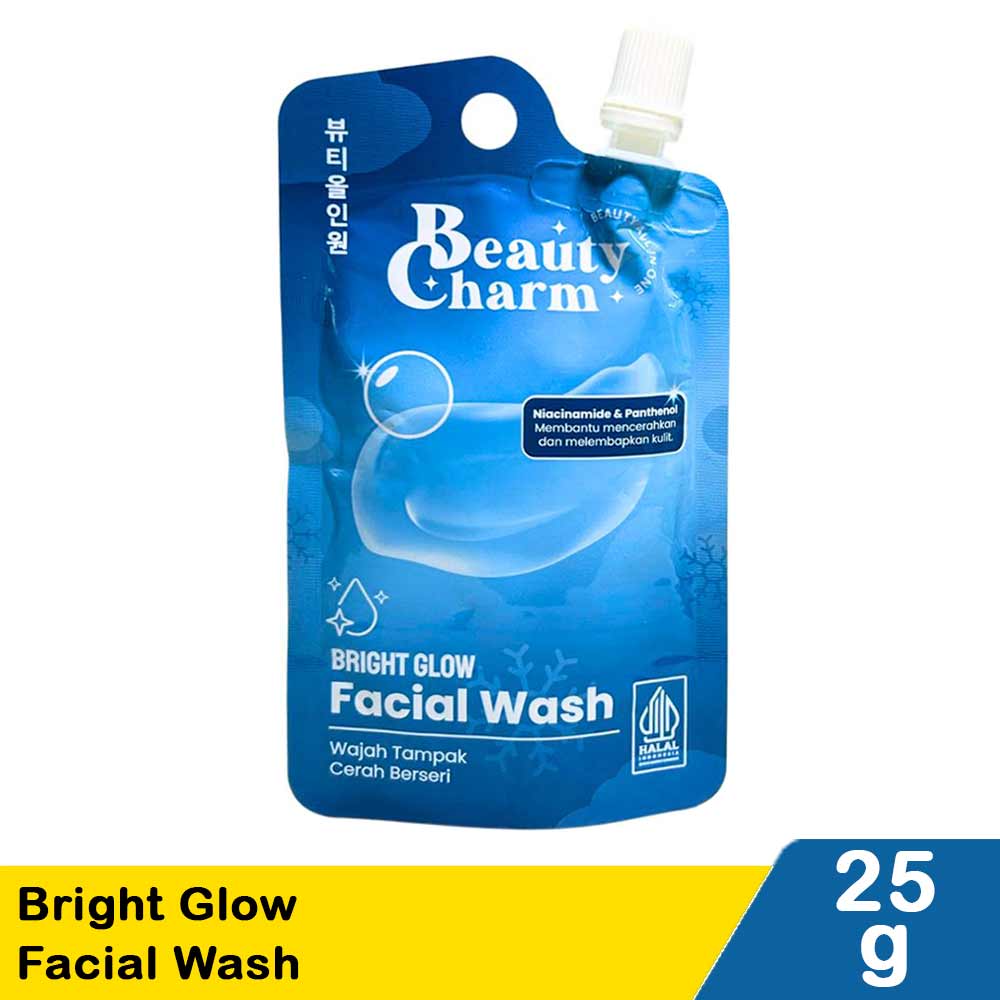 뷰티올인원
Beauty
Charm
BEAUTY ALL IN ONE
Niacinamide & Panthenol
Membantu mencerahkan
dan melembapkan kulit.
BRIGHT GLOW
Facial Wash
Wajah Tampak
Cerah Berseri
HALAL
INDONESIA
Bright Glow
Facial Wash
25
g